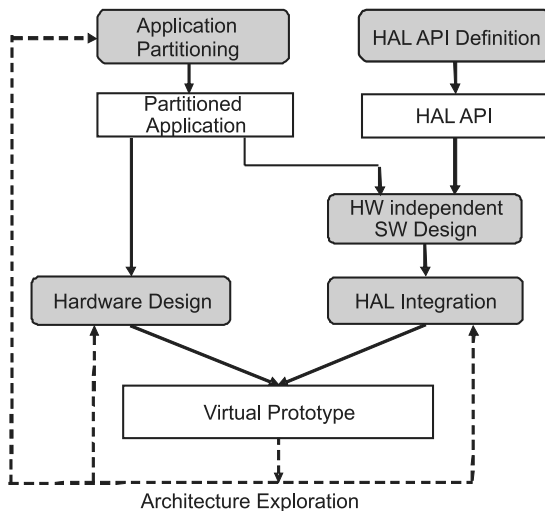 Application
Partitioning
HAL API Definition
Partitioned
Application
HAL API
HW independent
SW Design
Hardware Design
HAL Integration
Virtual Prototype
Architecture Exploration